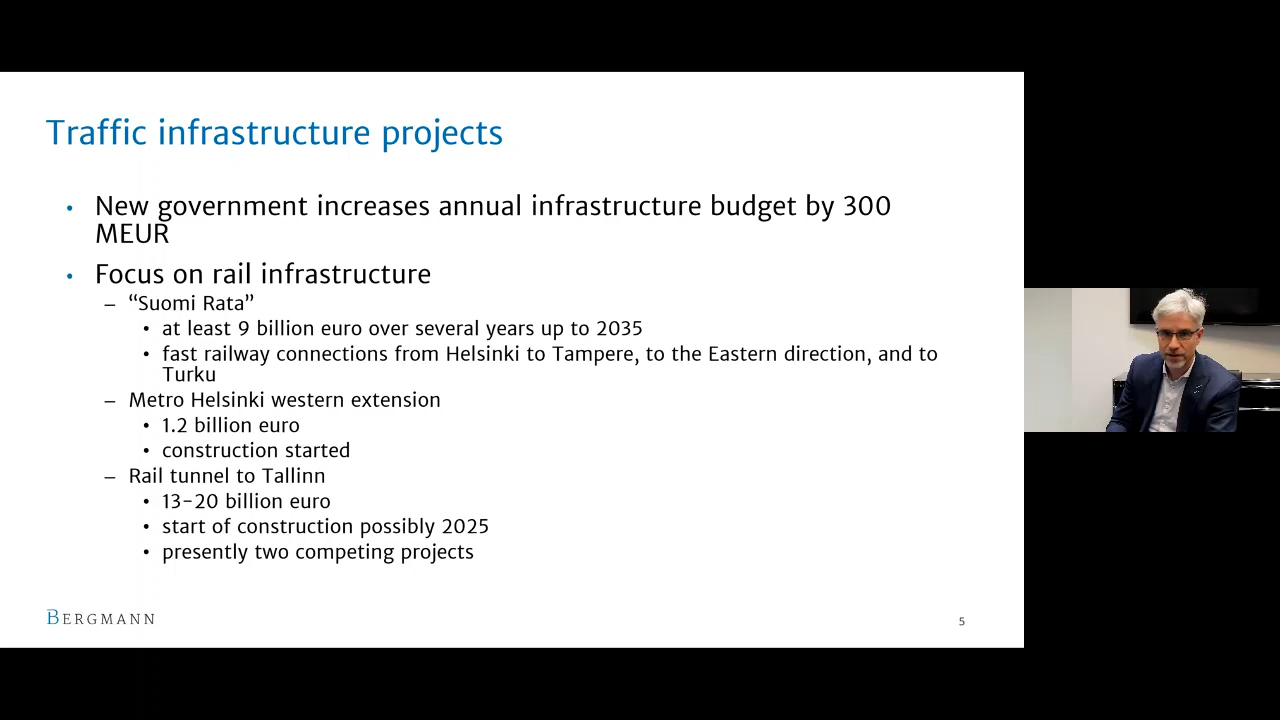 Traffic infrastructure projects
• New government increases annual infrastructure budget by 300
MEUR
• Focus on rail infrastructure
– “Suomi Rata”
• at least 9 billion euro over several years up to 2035
• fast railway connections from Helsinki to Tampere, to the Eastern direction, and to
Turku
– Metro Helsinki western extension
• 1.2 billion euro
• construction started
– Rail tunnel to Tallinn
• 13–20 billion euro
• start of construction possibly 2025
• presently two competing projects
BERGMANN
5